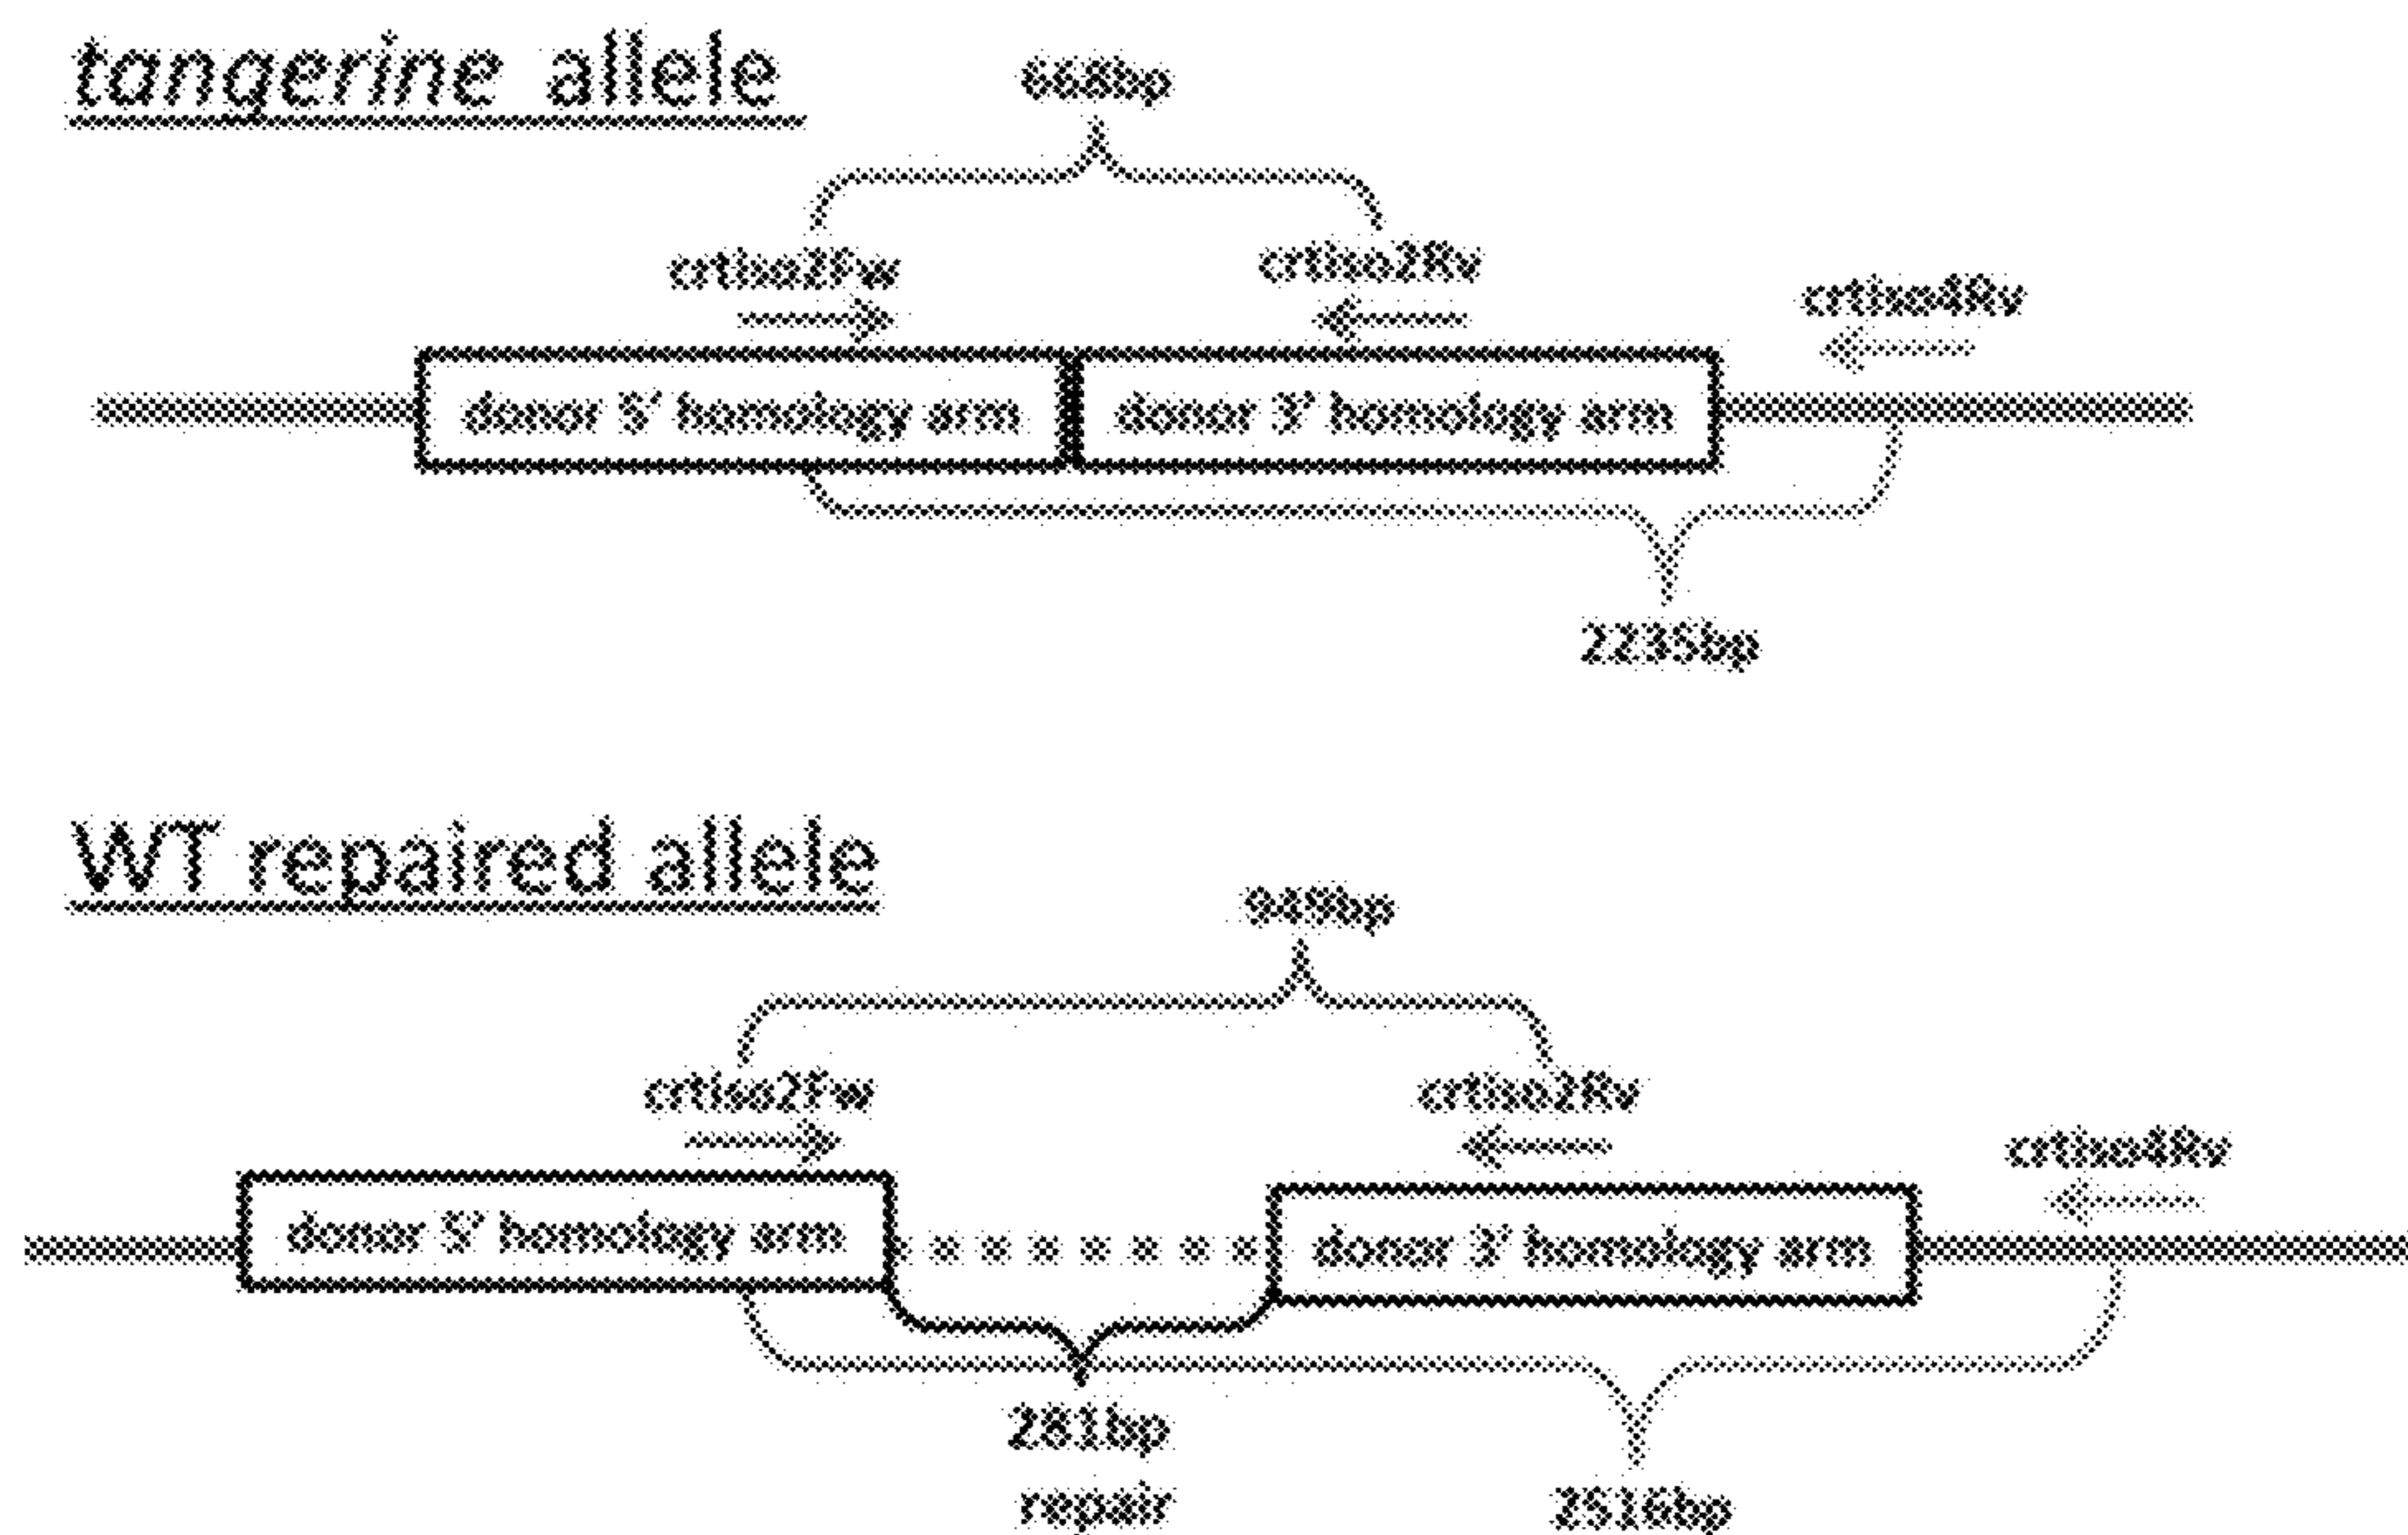 tangerine allele
668bp
crtiso2Fw
crtiso2Rv
crtiso4Rv
donor 5' homology arm
donor 3' homology arm
2235bp
WT repaired allele
949bp
crtiso2Fw
crtiso2Rv
crtiso4Rv
donor 5' homology arm
donor 3' homology arm
281bp
repair
2516bp